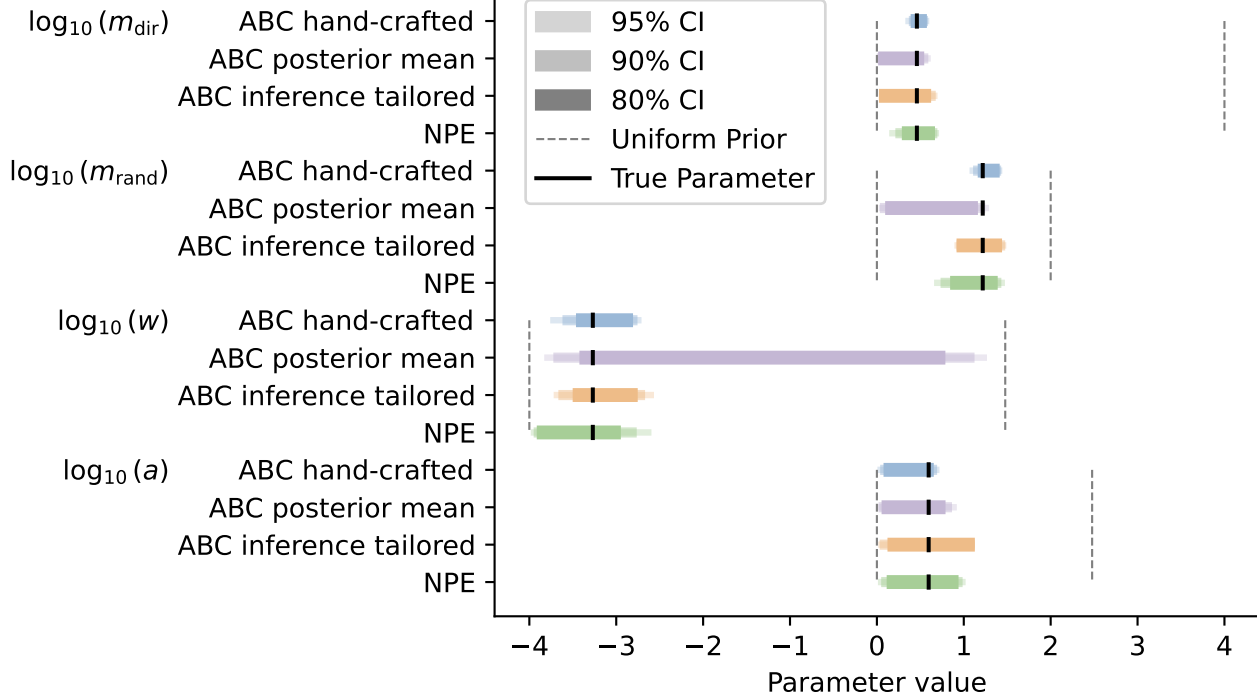 log₁₀ (m_dir) ABC hand-crafted
ABC posterior mean
ABC inference tailored
NPE
log₁₀ (m_rand) ABC hand-crafted
ABC posterior mean
ABC inference tailored
NPE
log₁₀ (w) ABC hand-crafted
ABC posterior mean
ABC inference tailored
NPE
log₁₀ (a) ABC hand-crafted
ABC posterior mean
ABC inference tailored
NPE
95% CI
90% CI
80% CI
Uniform Prior
True Parameter
−4 −3 −2 −1 0 1 2 3 4
Parameter value